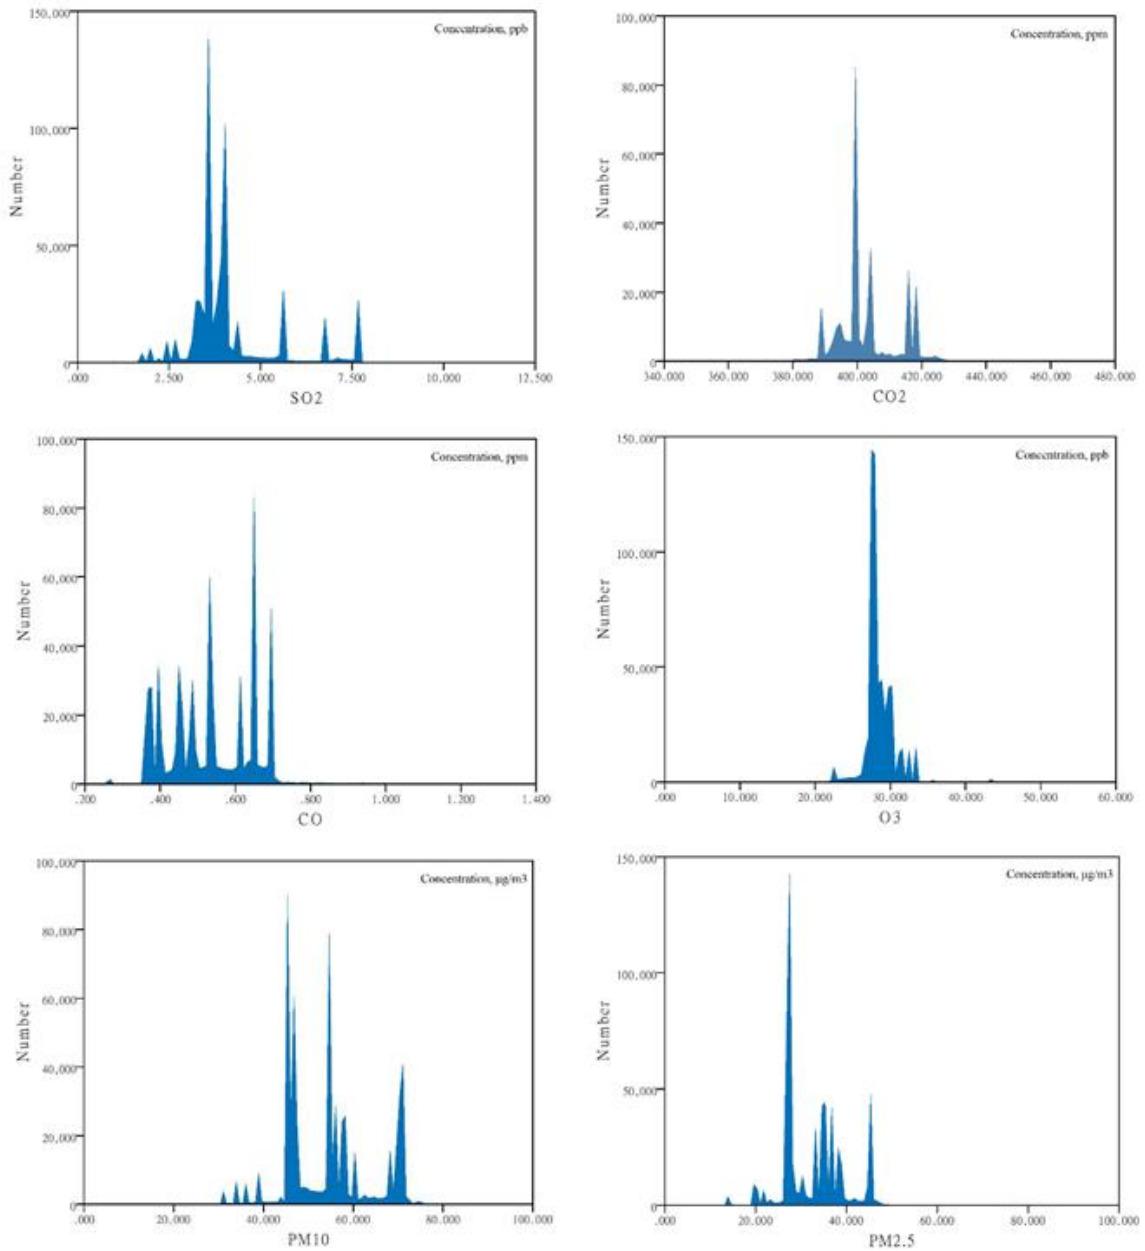 150,000
Concentration, ppb
100,000
Number
50,000
0
.000 2.500 5.000 7.500 10.000 12.500
SO2
100,000
Concentration, ppm
80,000
60,000
Number
40,000
20,000
0
340.000 360.000 380.000 400.000 420.000 440.000 460.000 480.000
CO2
100,000
Concentration, ppm
80,000
60,000
Number
40,000
20,000
0
.200 .400 .600 .800 1.000 1.200 1.400
CO
150,000
Concentration, ppb
100,000
Number
50,000
0
.000 10.000 20.000 30.000 40.000 50.000 60.000
O3
100,000
Concentration, µg/m3
80,000
60,000
Number
40,000
20,000
0
.000 20.000 40.000 60.000 80.000 100.000
PM10
150,000
Concentration, µg/m3
100,000
Number
50,000
0
.000 20.000 40.000 60.000 80.000 100.000
PM2.5